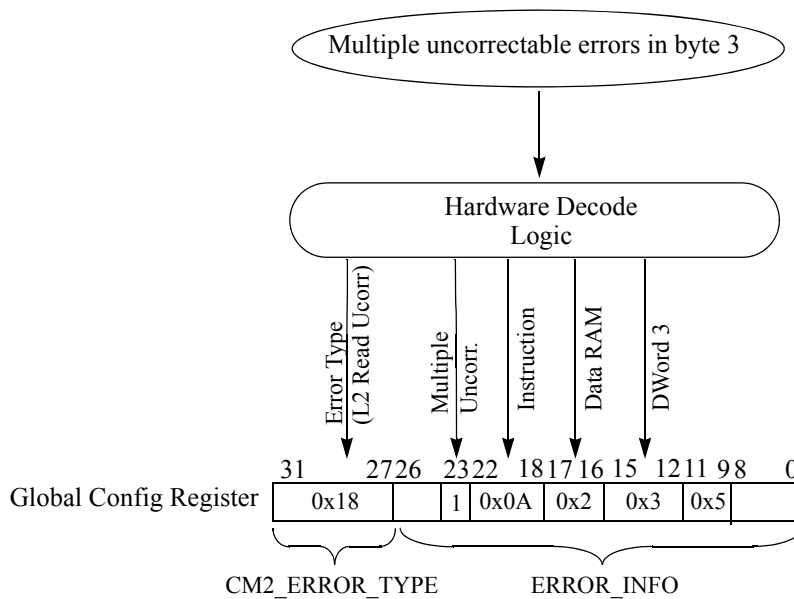 Multiple uncorrectable errors in byte 3
Hardware Decode
Logic
Error Type
(L2 Read Ucorr)
Multiple
Uncorr.
Instruction
Data RAM
DWord 3
31 27 26 23 22 18 17 16 15 12 11 9 8 0
Global Config Register 0x18 1 0x0A 0x2 0x3 0x5
CM2_ERROR_TYPE ERROR_INFO